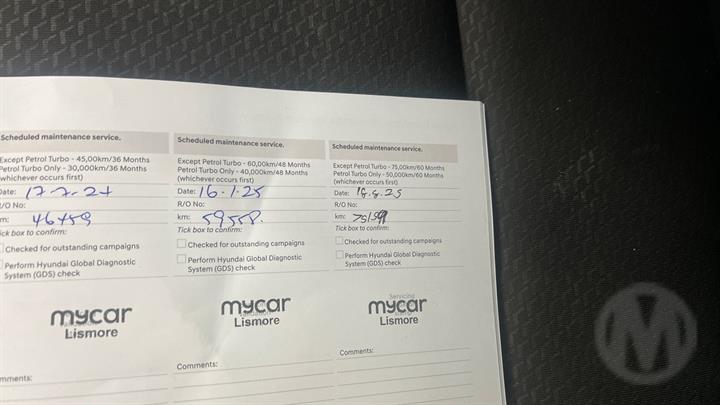 Scheduled maintenance service.
Except Petrol Turbo - 45,00km/36 Months
Petrol Turbo Only - 30,000km/36 Months
(whichever occurs first)
Date: 17-7-24
R/O No:
km: 46459
Tick box to confirm:
Checked for outstanding campaigns
Perform Hyundai Global Diagnostic
System (GDS) check
mycar
Lismore
Comments:
Scheduled maintenance service.
Except Petrol Turbo - 60,00km/48 Months
Petrol Turbo Only - 40,000km/48 Months
(whichever occurs first)
Date: 16.1.25
R/O No:
km: 59558.
Tick box to confirm:
Checked for outstanding campaigns
Perform Hyundai Global Diagnostic
System (GDS) check
mycar
Lismore
Comments:
Scheduled maintenance service.
Except Petrol Turbo - 75,00km/60 Months
Petrol Turbo Only - 50,000km/60 Months
(whichever occurs first)
Date:
R/O No:
km:
Tick box to confirm:
Checked for outstanding campaigns
Perform Hyundai Global Diagnostic
System (GDS) check
Servicing
mycar
Lismore
Comments:
M